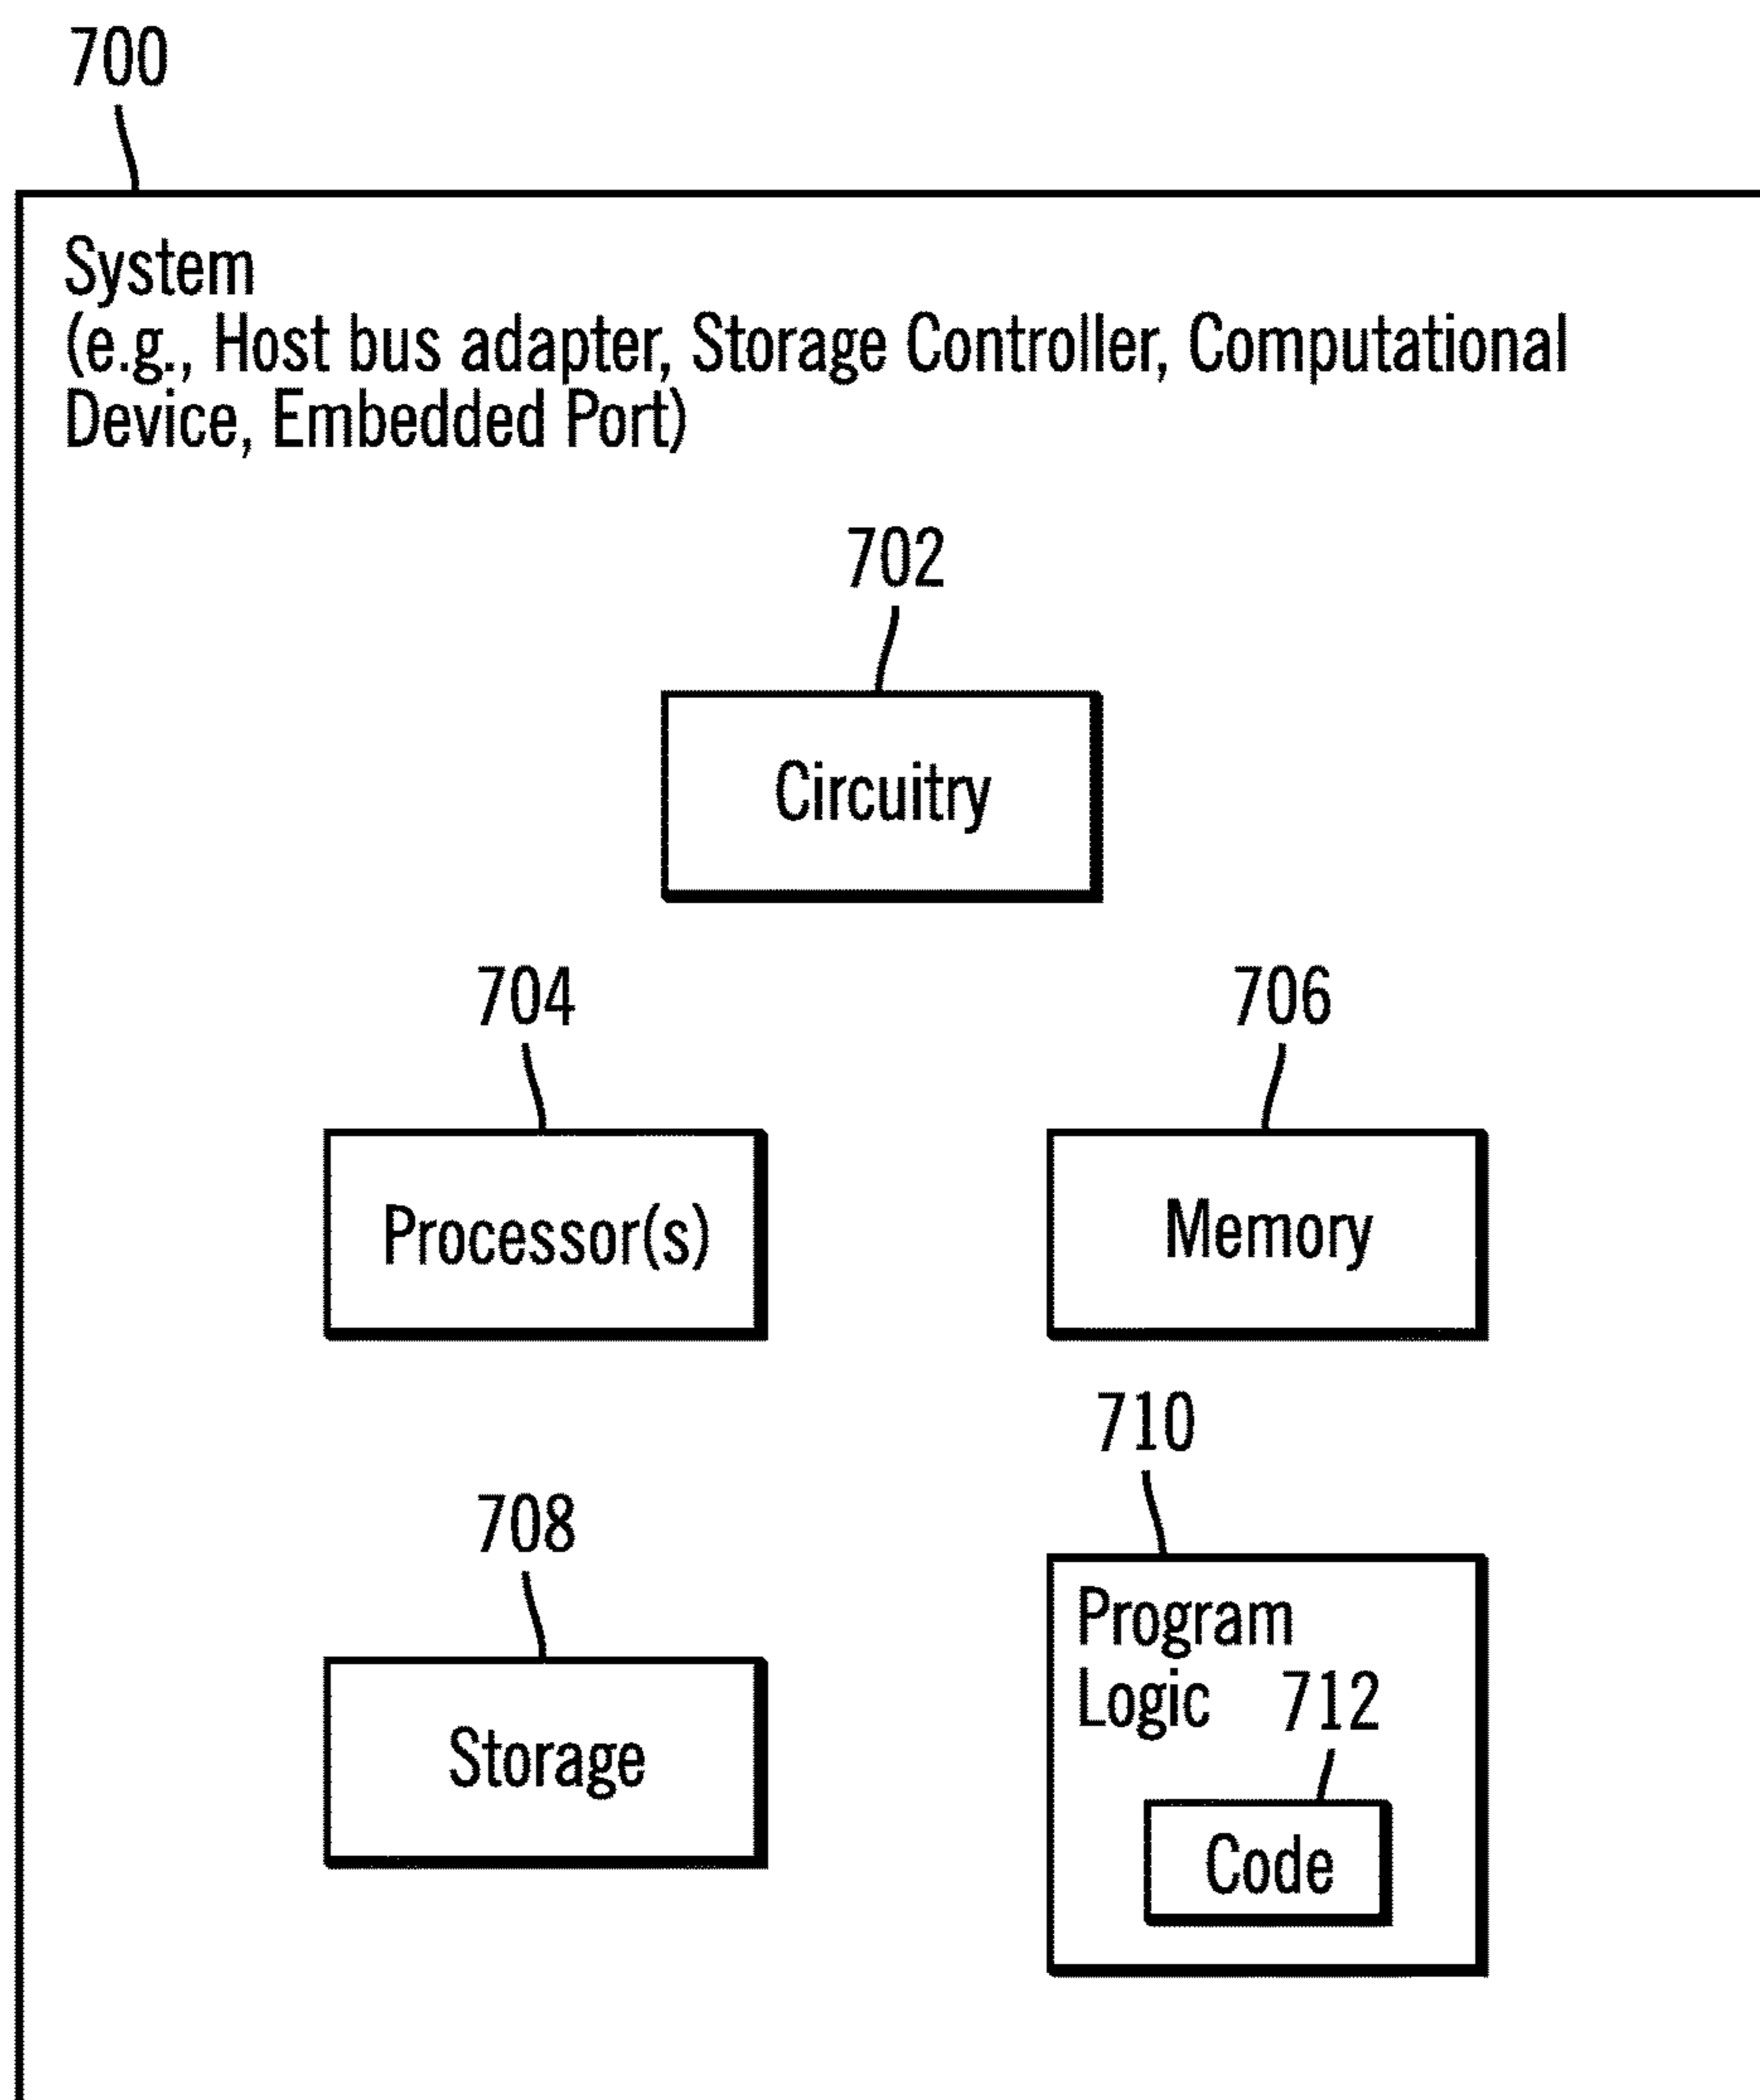 700
System
(e.g., Host bus adapter, Storage Controller, Computational
Device, Embedded Port)
702
Circuitry
704
706
Processor(s)
Memory
710
708
Program
Logic
712
Storage
Code